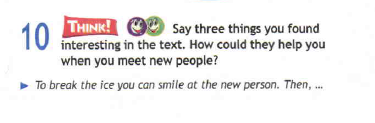 10 THINK! Say three things you found
interesting in the text. How could they help you
when you meet new people?
► To break the ice you can smile at the new person. Then, ...